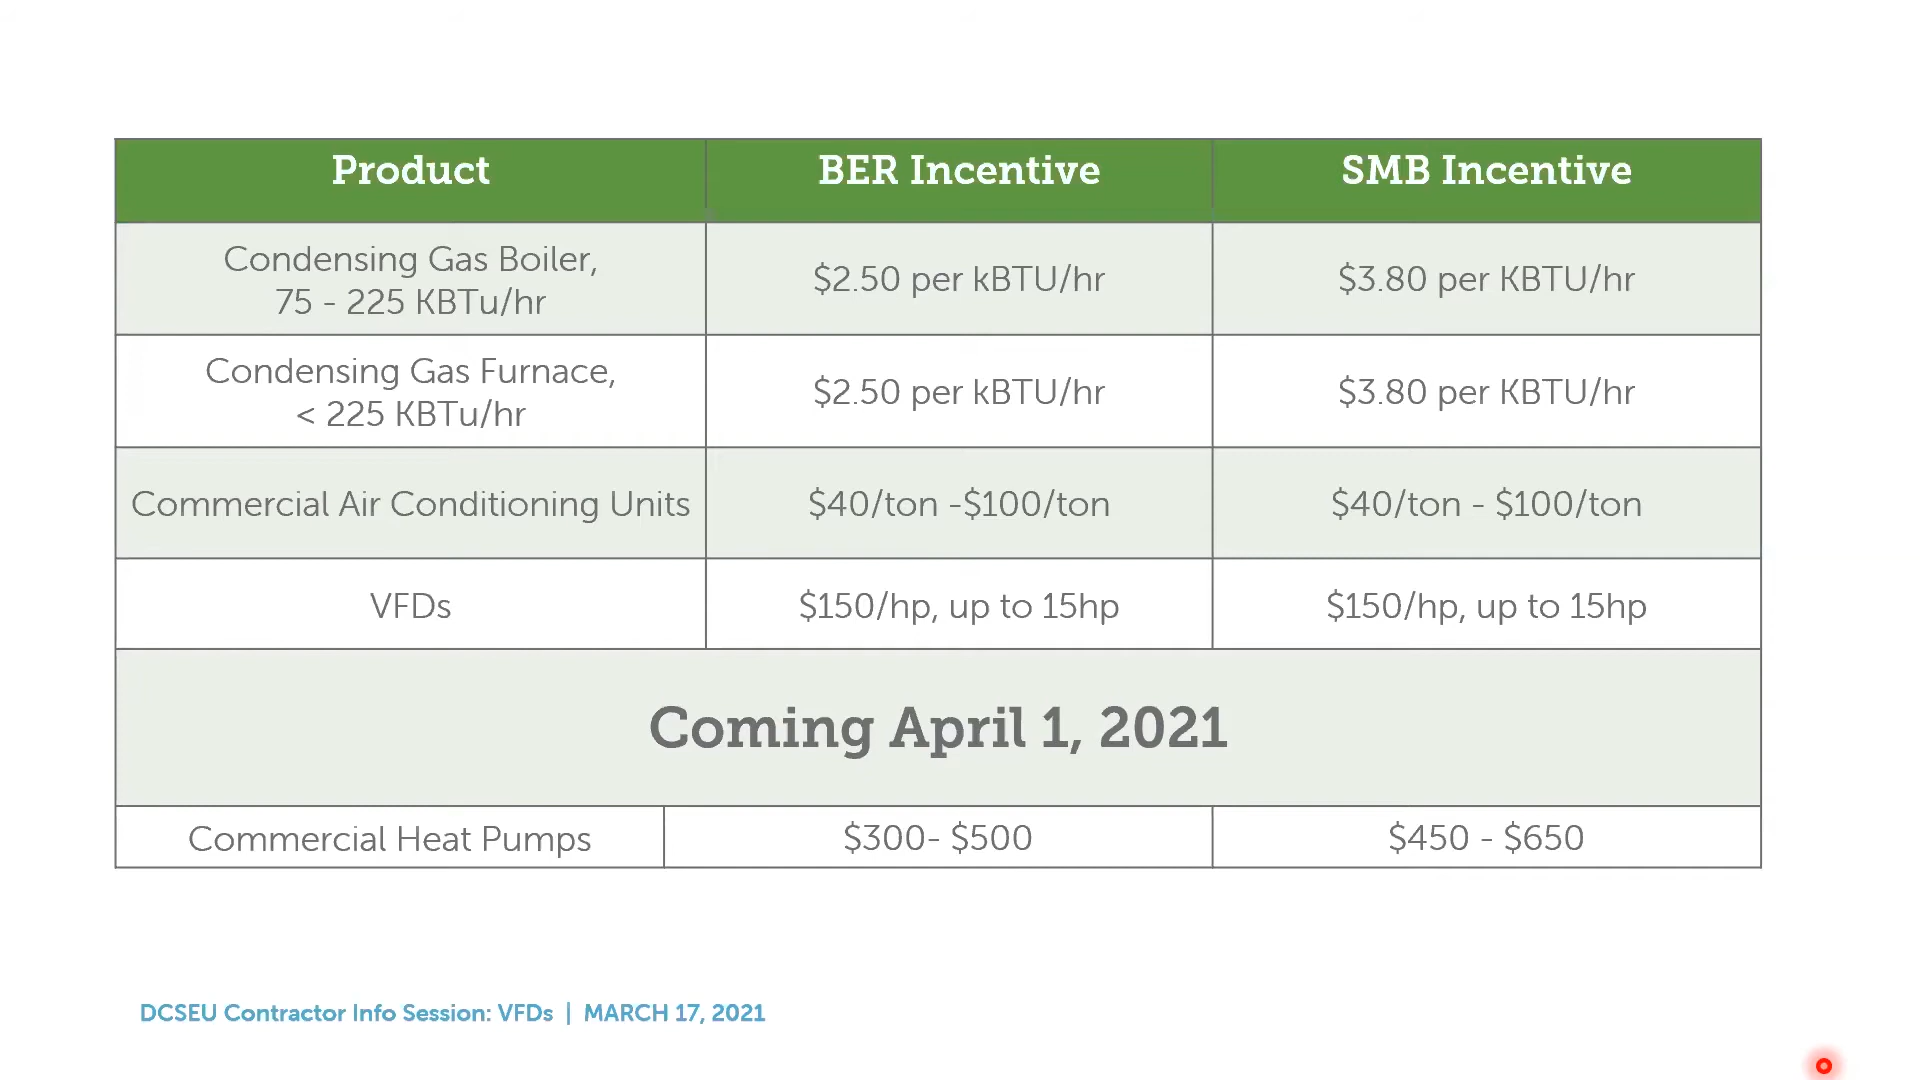 Product BER Incentive SMB Incentive
Condensing Gas Boiler,
75 - 225 KBTu/hr
$2.50 per kBTU/hr
$3.80 per KBTU/hr
Condensing Gas Furnace,
< 225 KBTu/hr
$2.50 per kBTU/hr
$3.80 per KBTU/hr
Commercial Air Conditioning Units $40/ton -$100/ton $40/ton - $100/ton
VFDs $150/hp, up to 15hp $150/hp, up to 15hp
Coming April 1, 2021
Commercial Heat Pumps $300- $500 $450 - $650
DCSEU Contractor Info Session: VFDs | MARCH 17, 2021